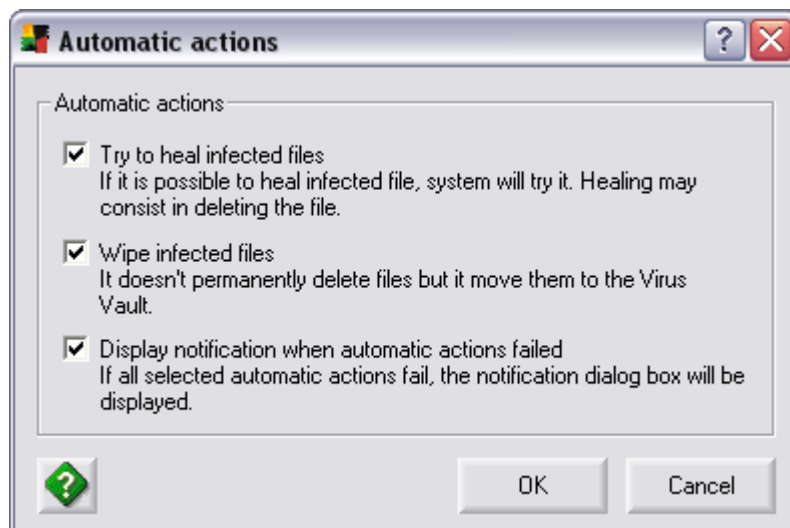 Automatic actions
Automatic actions
Try to heal infected files
If it is possible to heal infected file, system will try it. Healing may
consist in deleting the file.
Wipe infected files
It doesn't permanently delete files but it move them to the Virus
Vault.
Display notification when automatic actions failed
If all selected automatic actions fail, the notification dialog box will be
displayed.
OK
Cancel